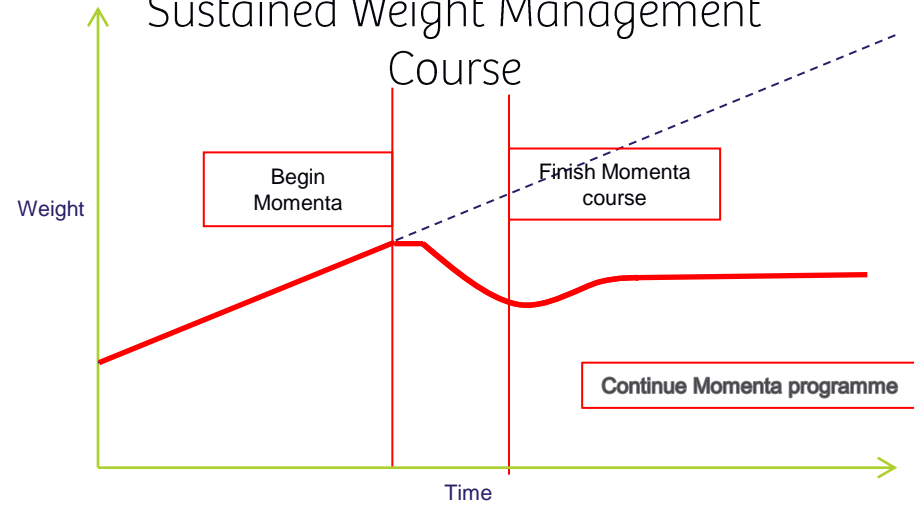 Sustained Weight Management
Course
Begin
Momenta
Finish Momenta
course
Weight
Continue Momenta programme
Time